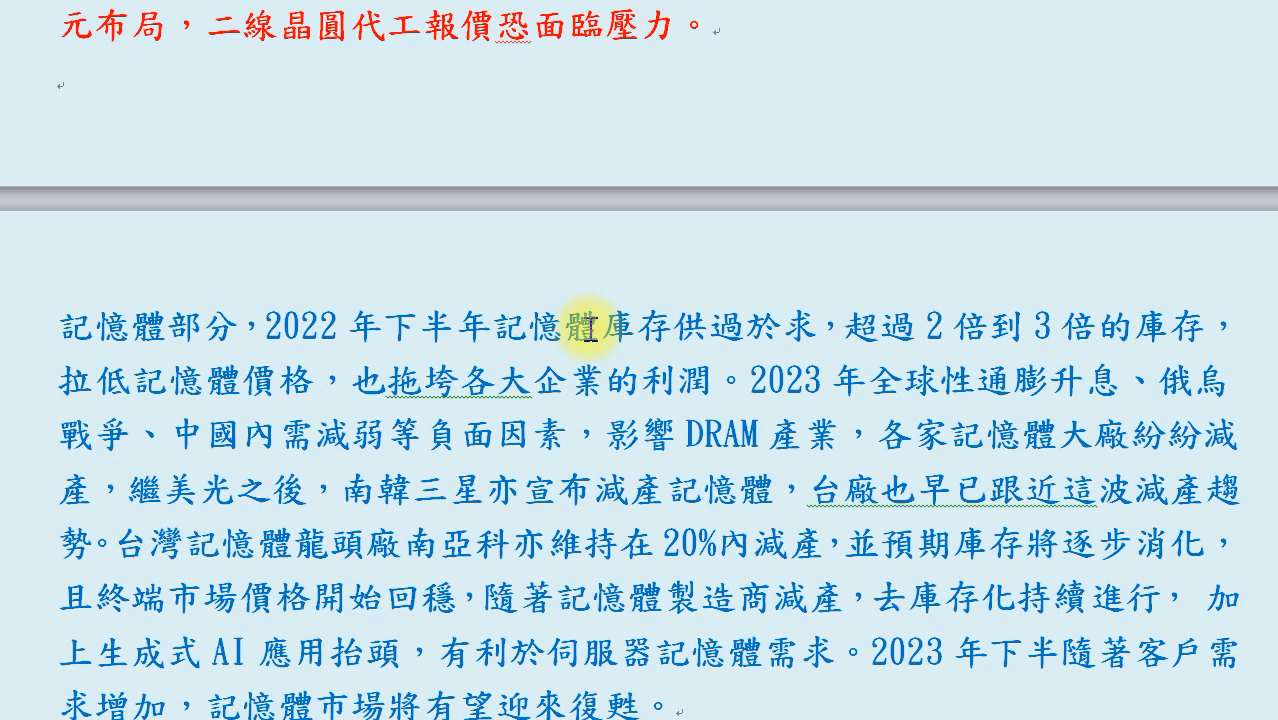 元布局，二線晶圓代工報價恐面臨壓力。
記憶體部分，2022 年下半年記憶體庫存供過於求，超過 2 倍到 3 倍的庫存，
拉低記憶體價格，也拖垮各大企業的利潤。2023 年全球性通膨升息、俄烏
戰爭、中國內需減弱等負面因素，影響 DRAM 產業，各家記憶體大廠紛紛減
產，繼美光之後，南韓三星亦宣布減產記憶體，台廠也早已跟近這波減產趨
勢。台灣記憶體龍頭廠南亞科亦維持在 20%內減產，並預期庫存將逐步消化，
且終端市場價格開始回穩，隨著記憶體製造商減產，去庫存化持續進行， 加
上生成式 AI 應用抬頭，有利於伺服器記憶體需求。2023 年下半隨著客戶需
求增加，記憶體市場將有望迎來復甦。